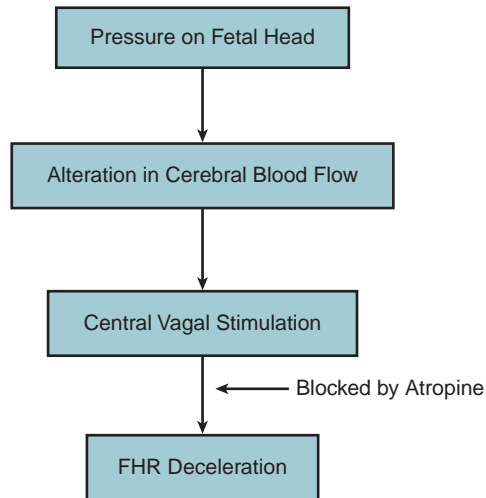 Pressure on Fetal Head
Alteration in Cerebral Blood Flow
Central Vagal Stimulation
Blocked by Atropine
FHR Deceleration